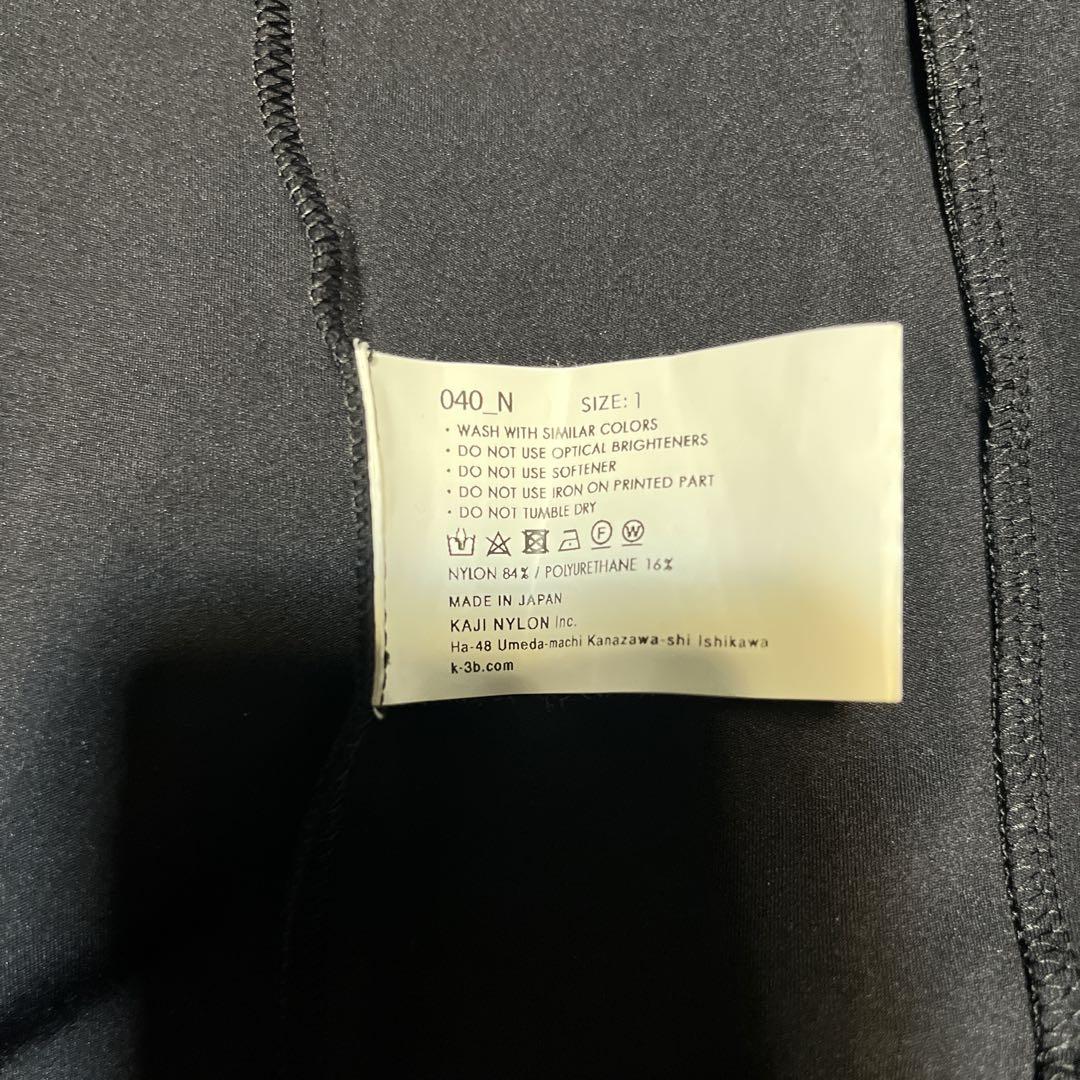 040_N SIZE: 1
• WASH WITH SIMILAR COLORS
• DO NOT USE OPTICAL BRIGHTENERS
• DO NOT USE SOFTENER
• DO NOT USE IRON ON PRINTED PART
• DO NOT TUMBLE DRY
F W
NYLON 84% / POLYURETHANE 16%
MADE IN JAPAN
KAJI NYLON Inc.
Ha-48 Umeda-machi Kanazawa-shi Ishikawa
k-3b.com